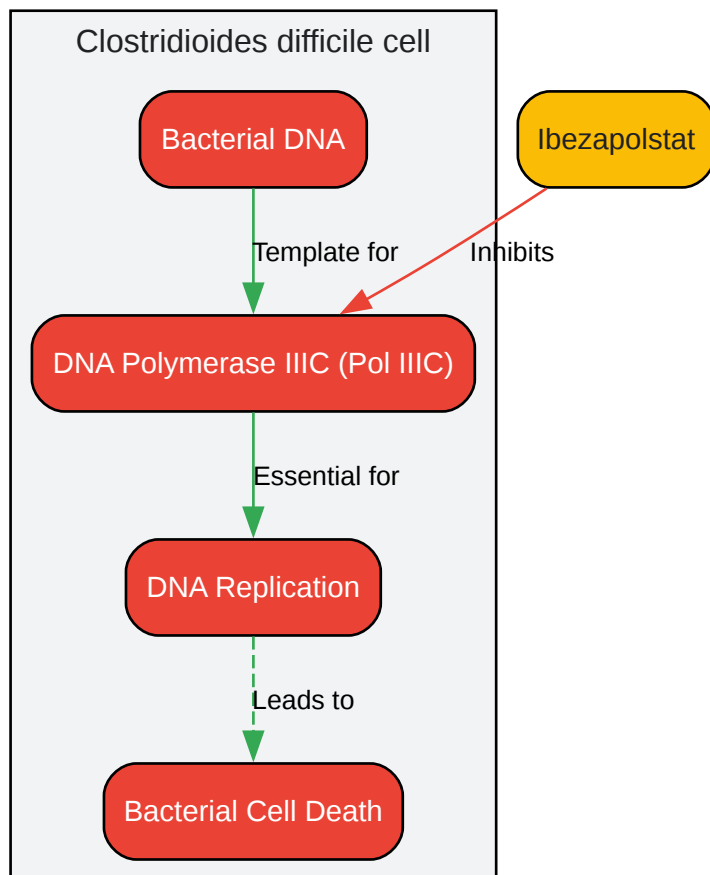 Clostridioides difficile cell
Bacterial DNA
Ibezapolstat
Template for
Inhibits
DNA Polymerase IIIC (Pol IIIC)
Essential for
DNA Replication
Leads to
Bacterial Cell Death